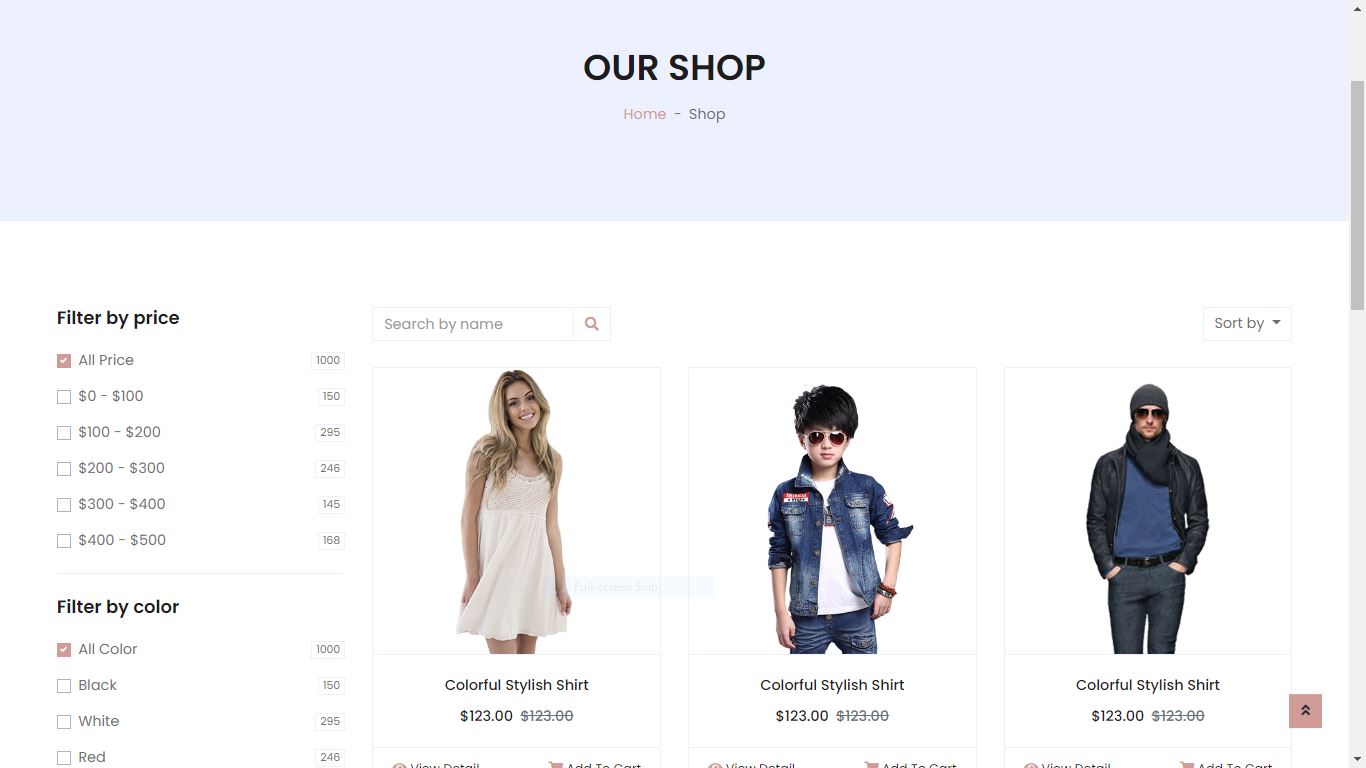 OUR SHOP
Home - Shop
Filter by price
All Price 1000
$0 - $100 150
$100 - $200 295
$200 - $300 246
$300 - $400 145
$400 - $500 168
Filter by color
All Color 1000
Black 150
White 295
Red 246
Search by name
Sort by
Full-screen Snip
Colorful Stylish Shirt
$123.00 $123.00
View Detail Add To Cart
Colorful Stylish Shirt
$123.00 $123.00
View Detail Add To Cart
Colorful Stylish Shirt
$123.00 $123.00
View Detail Add To Cart